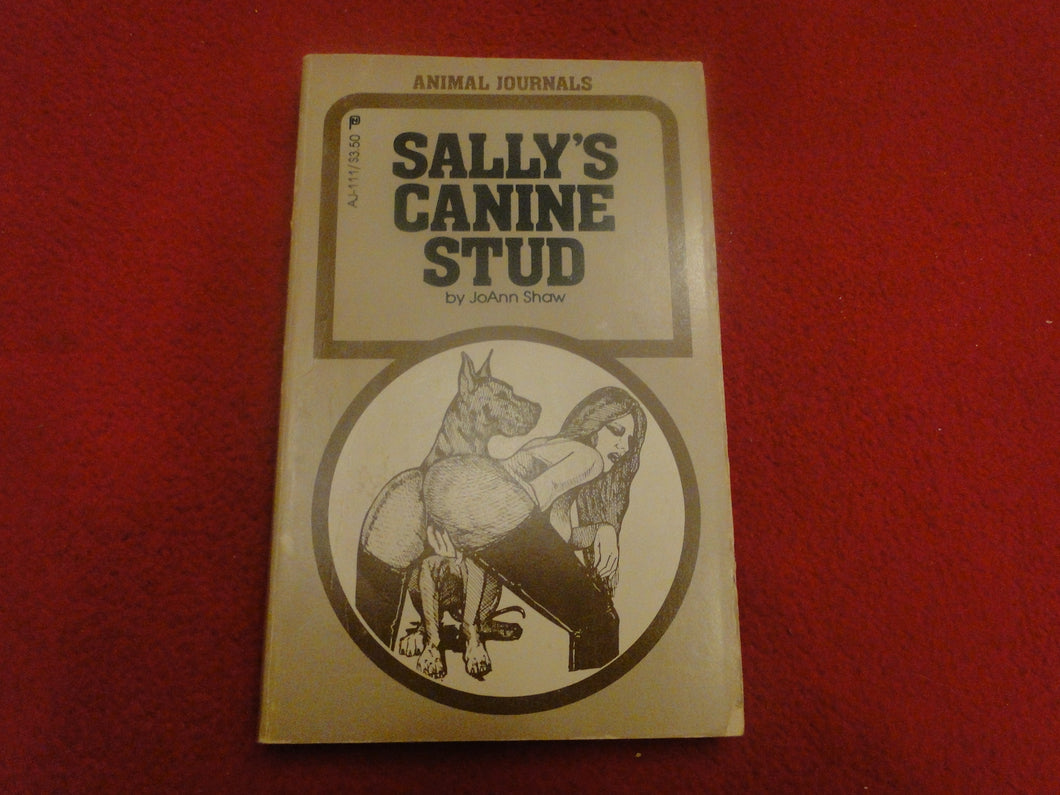 ANIMAL JOURNALS
AJ-111/$3.50
SALLY'S
CANINE
STUD
by JoAnn Shaw